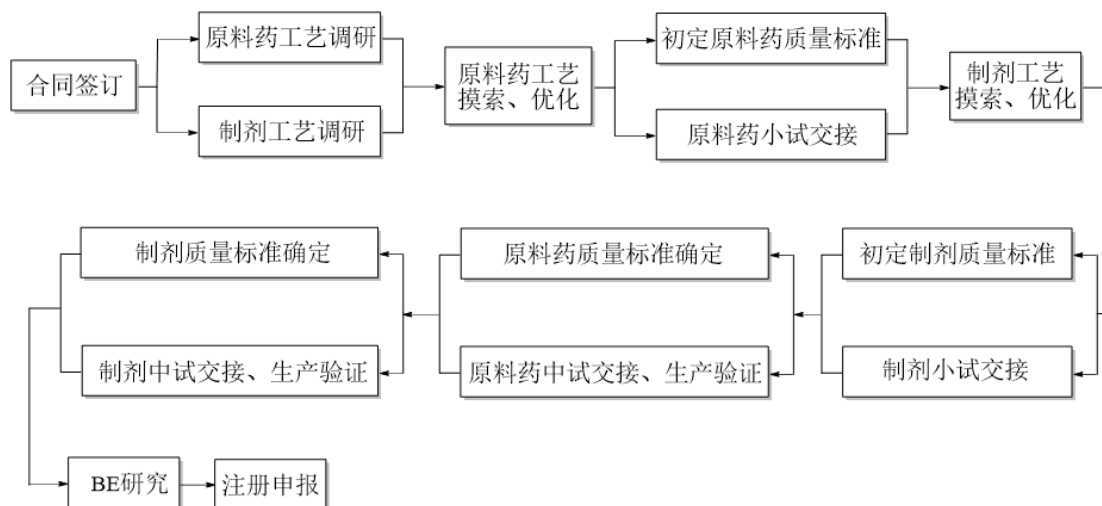 合同签订
原料药工艺调研
制剂工艺调研
原料药工艺
摸索、优化
初定原料药质量标准
原料药小试交接
制剂工艺
摸索、优化
初定制剂质量标准
制剂小试交接
原料药质量标准确定
原料药中试交接、生产验证
制剂质量标准确定
制剂中试交接、生产验证
BE研究
注册申报